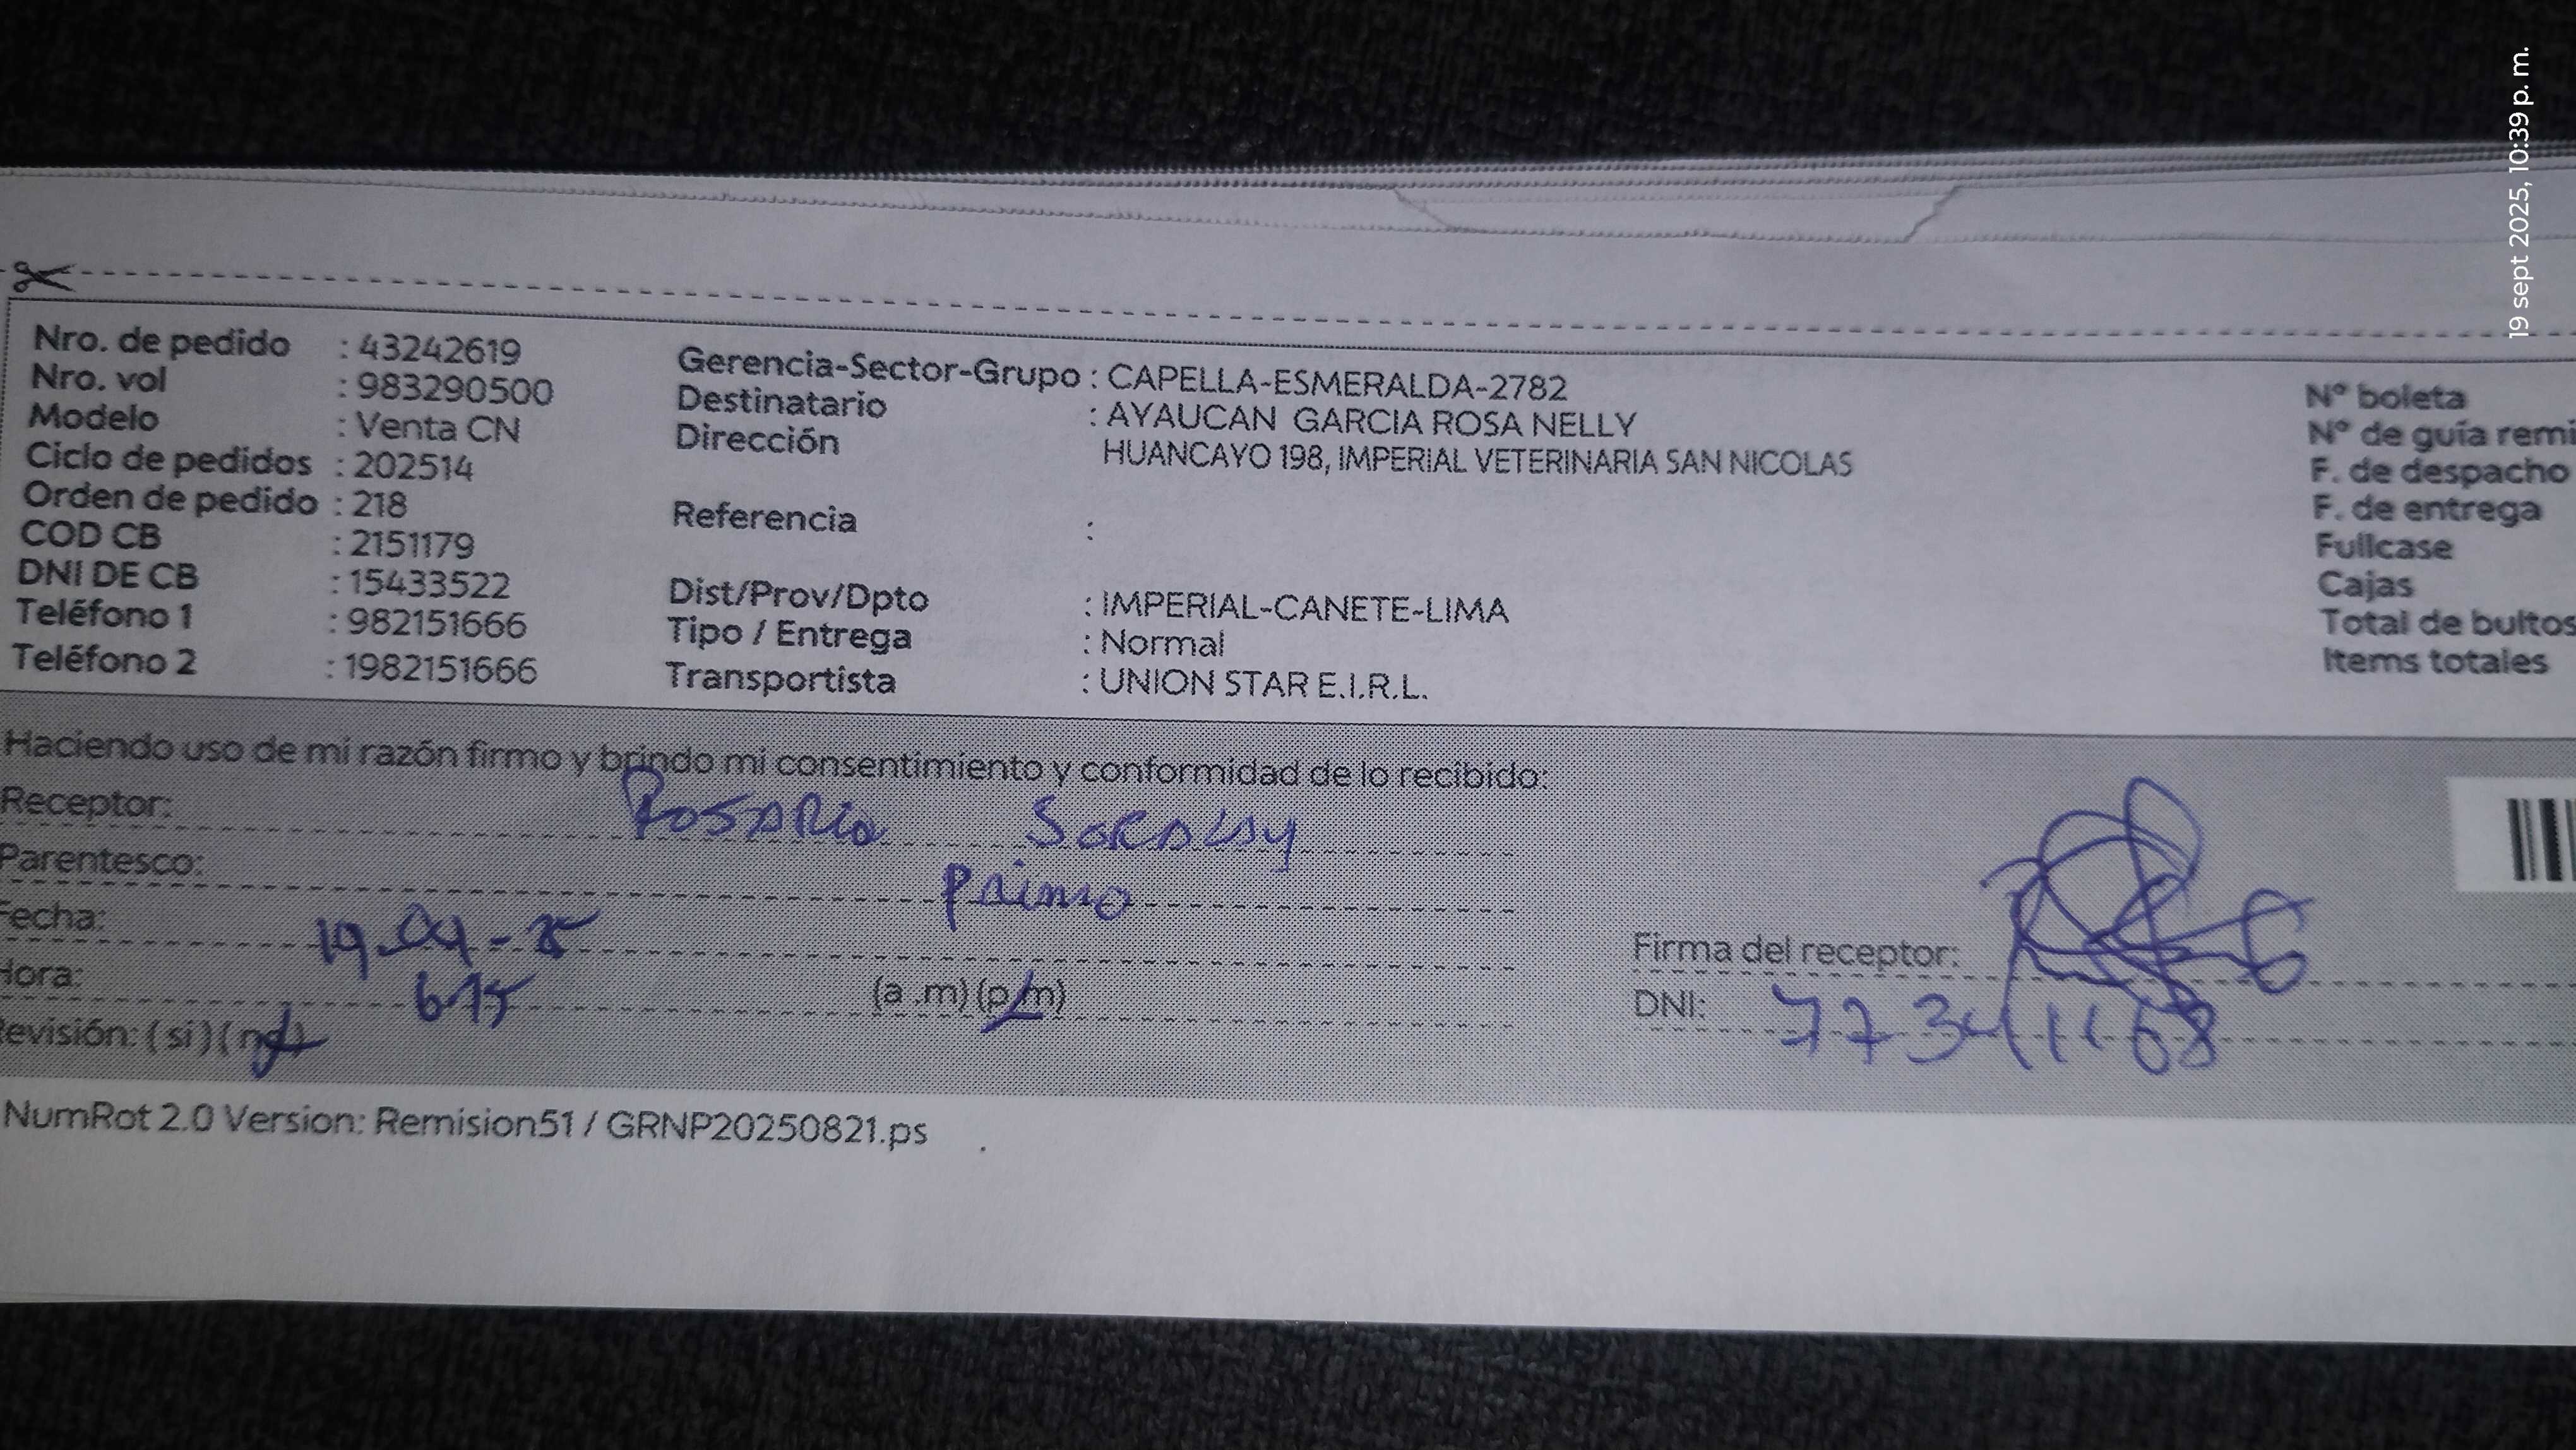 19 sept 2025, 10:39 p. m.
Nro. de pedido : 43242619
Nro. vol : 983290500
Modelo : Venta CN
Ciclo de pedidos : 202514
Orden de pedido : 218
COD CB : 2151179
DNI DE CB : 15433522
Teléfono 1 : 982151666
Teléfono 2 : 1982151666
Gerencia-Sector-Grupo : CAPELLA-ESMERALDA-2782
Destinatario : AYAUCAN GARCIA ROSA NELLY
Dirección HUANCAYO 198, IMPERIAL VETERINARIA SAN NICOLAS
Referencia :
Dist/Prov/Dpto : IMPERIAL-CANETE-LIMA
Tipo / Entrega : Normal
Transportista : UNION STAR E.I.R.L.
Nº boleta
Nº de guía remi
F. de despacho
F. de entrega
Fullcase
Cajas
Total de bultos
Items totales
Haciendo uso de mi razón firmo y brindo mi consentimiento y conformidad de lo recibido:
Receptor: Rosario
Parentesco: Primo
Fecha:
Hora: 615 (a .m) (p.m)
Revisión: ( si ) ( no )
Firma del receptor:
DNI: 77341168
NumRot 2.0 Version: Remision51 / GRNP20250821.ps